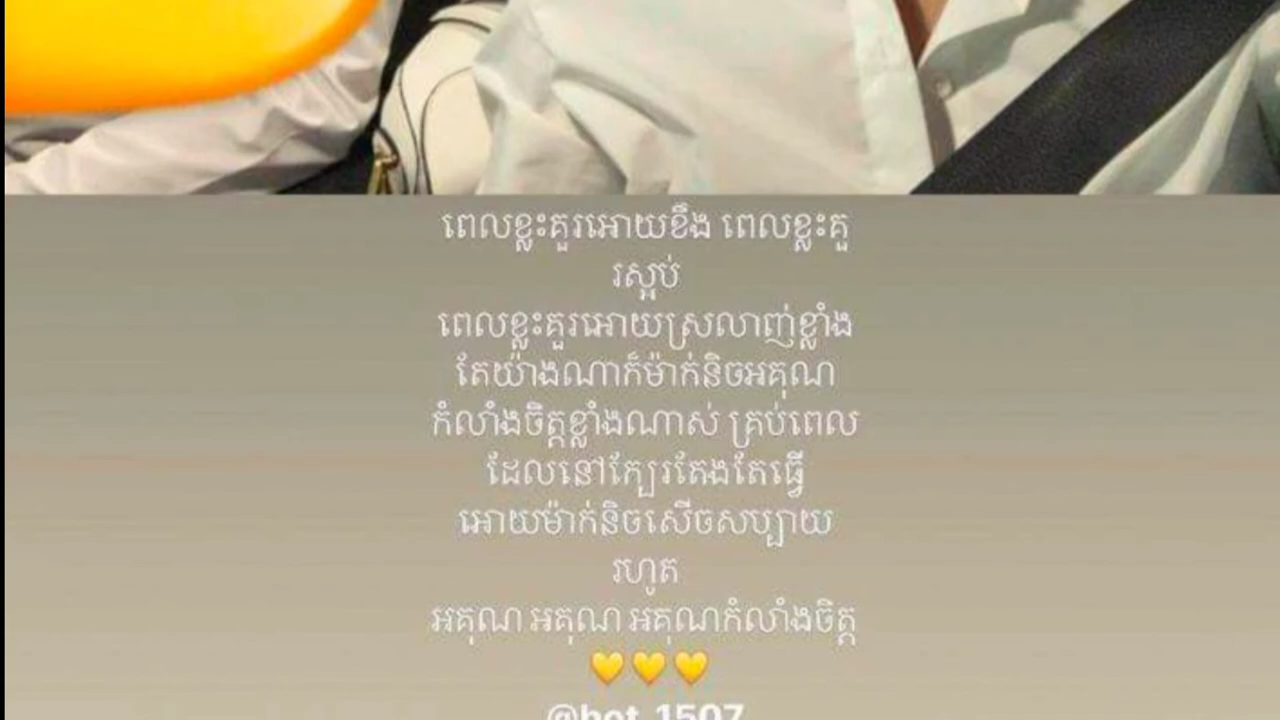 ពេលខ្លះគួរអោយខឹង ពេលខ្លះគួ
រស្អប់
ពេលខ្លះគួរអោយស្រលាញ់ខ្លាំង
តែយ៉ាងណាក៏ម៉ាក់និចអគុណ
កំលាំងចិត្តខ្លាំងណាស់ គ្រប់ពេល
ដែលនៅក្បែរតែងតែធ្វើ
អោយម៉ាក់និចសើចសប្បាយ
រហូត
អគុណ អគុណ អគុណកំលាំងចិត្ត
💛💛💛
@hot_1507